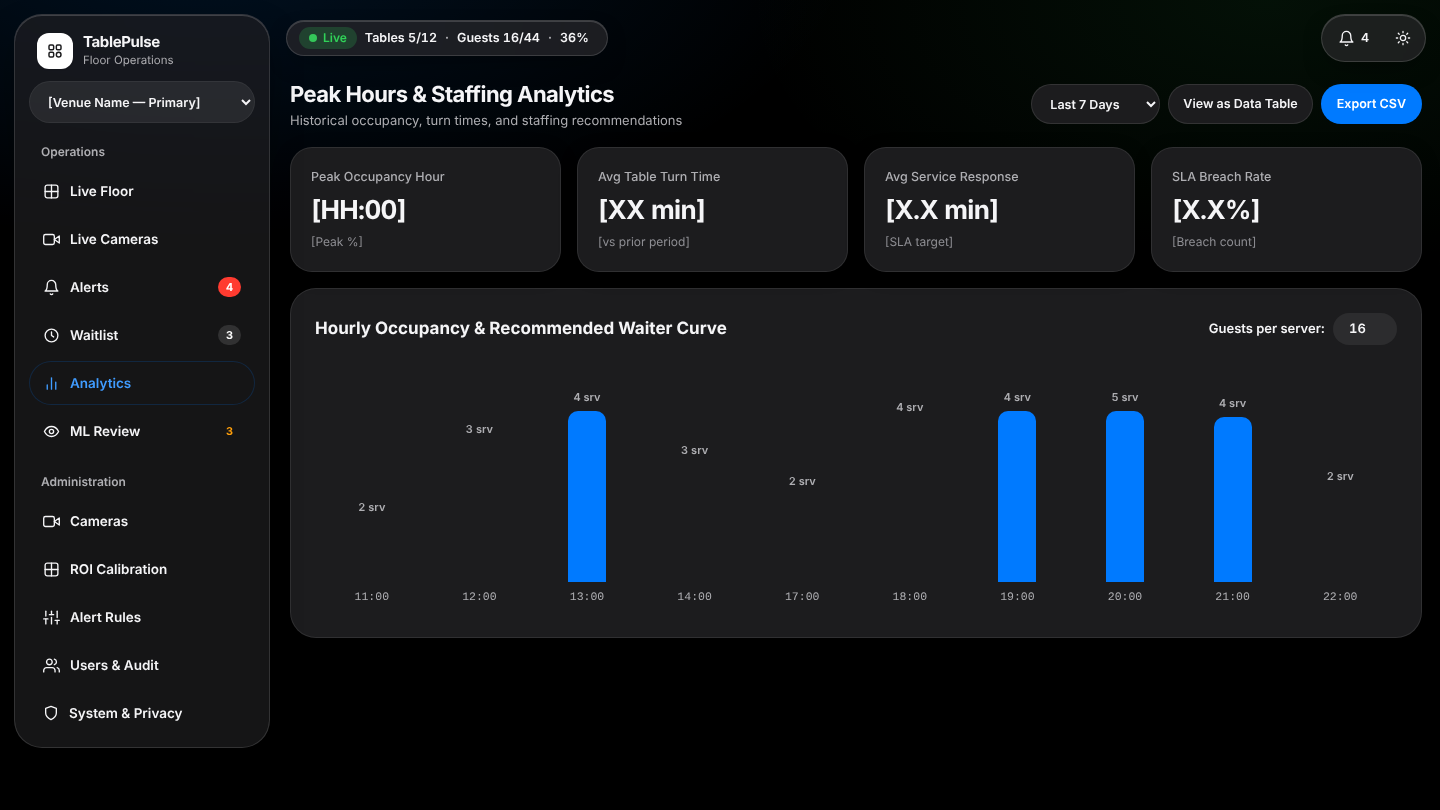 TablePulse
Floor Operations
[Venue Name — Primary]
Operations
Live Floor
Live Cameras
Alerts 4
Waitlist 3
Analytics
ML Review 3
Administration
Cameras
ROI Calibration
Alert Rules
Users & Audit
System & Privacy
Live Tables 5/12 · Guests 16/44 · 36%
4
Peak Hours & Staffing Analytics
Historical occupancy, turn times, and staffing recommendations
Last 7 Days
View as Data Table
Export CSV
Peak Occupancy Hour
[HH:00]
[Peak %]
Avg Table Turn Time
[XX min]
[vs prior period]
Avg Service Response
[X.X min]
[SLA target]
SLA Breach Rate
[X.X%]
[Breach count]
Hourly Occupancy & Recommended Waiter Curve
Guests per server: 16
2 srv
3 srv
4 srv
3 srv
2 srv
4 srv
4 srv
5 srv
4 srv
2 srv
11:00 12:00 13:00 14:00 17:00 18:00 19:00 20:00 21:00 22:00